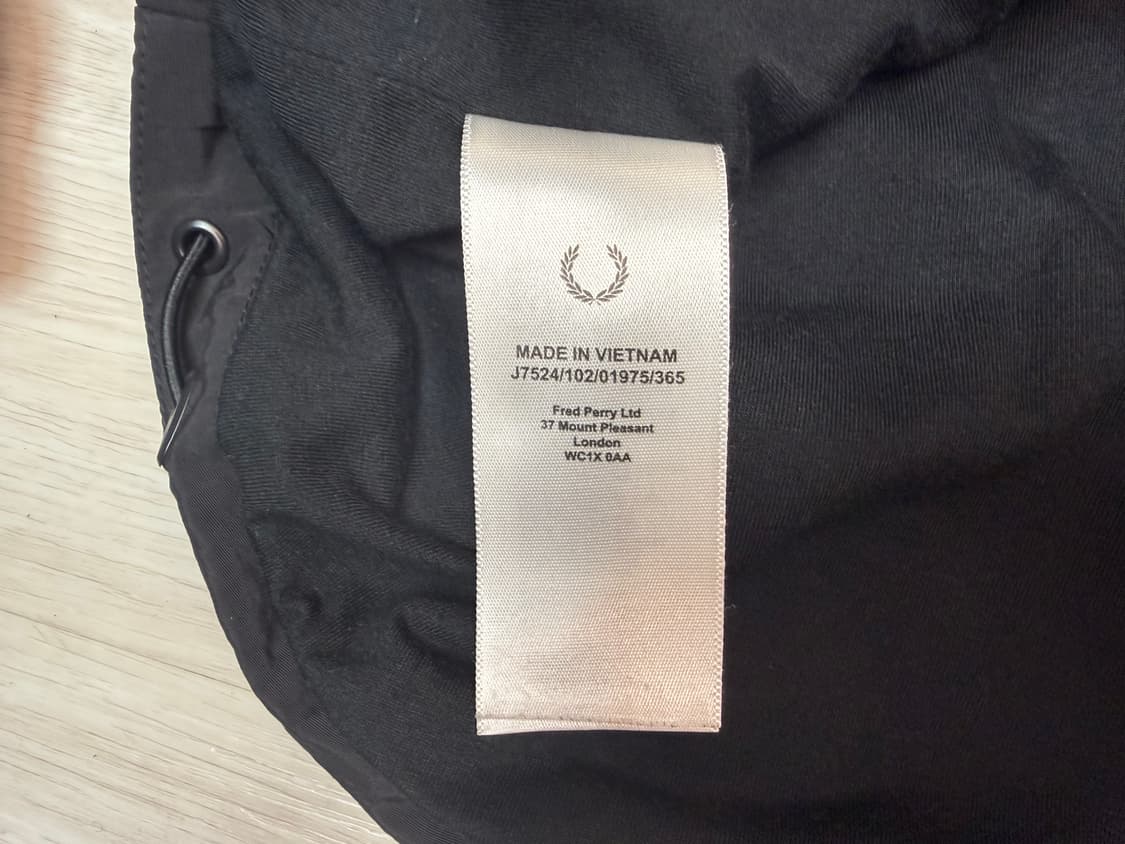 MADE IN VIETNAM
J7524/102/01975/365
Fred Perry Ltd
37 Mount Pleasant
London
WC1X 0AA